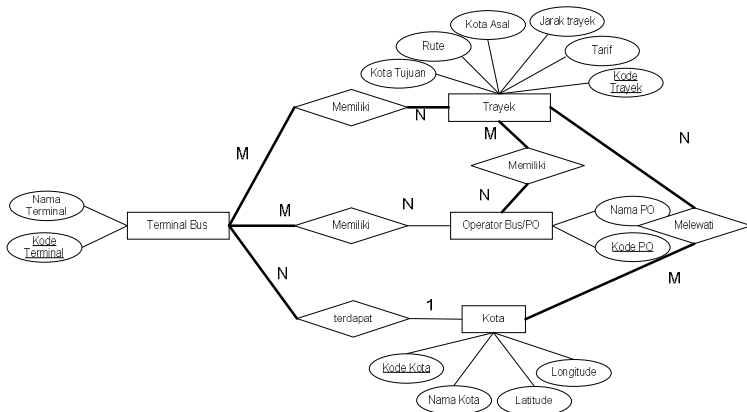 Kota Asal
Jarak trayek
Rute
Tarif
Kota Tujuan
Kode
Trayek
Memiliki
Trayek
N
M
N
M
Memiliki
Nama
Terminal
Kode
Terminal
Terminal Bus
M
Memiliki
N
N
Operator Bus/PO
Nama PO
Kode PO
Melewati
N
M
terdapat
1
Kota
Kode Kota
Longitude
Nama Kota
Latitude